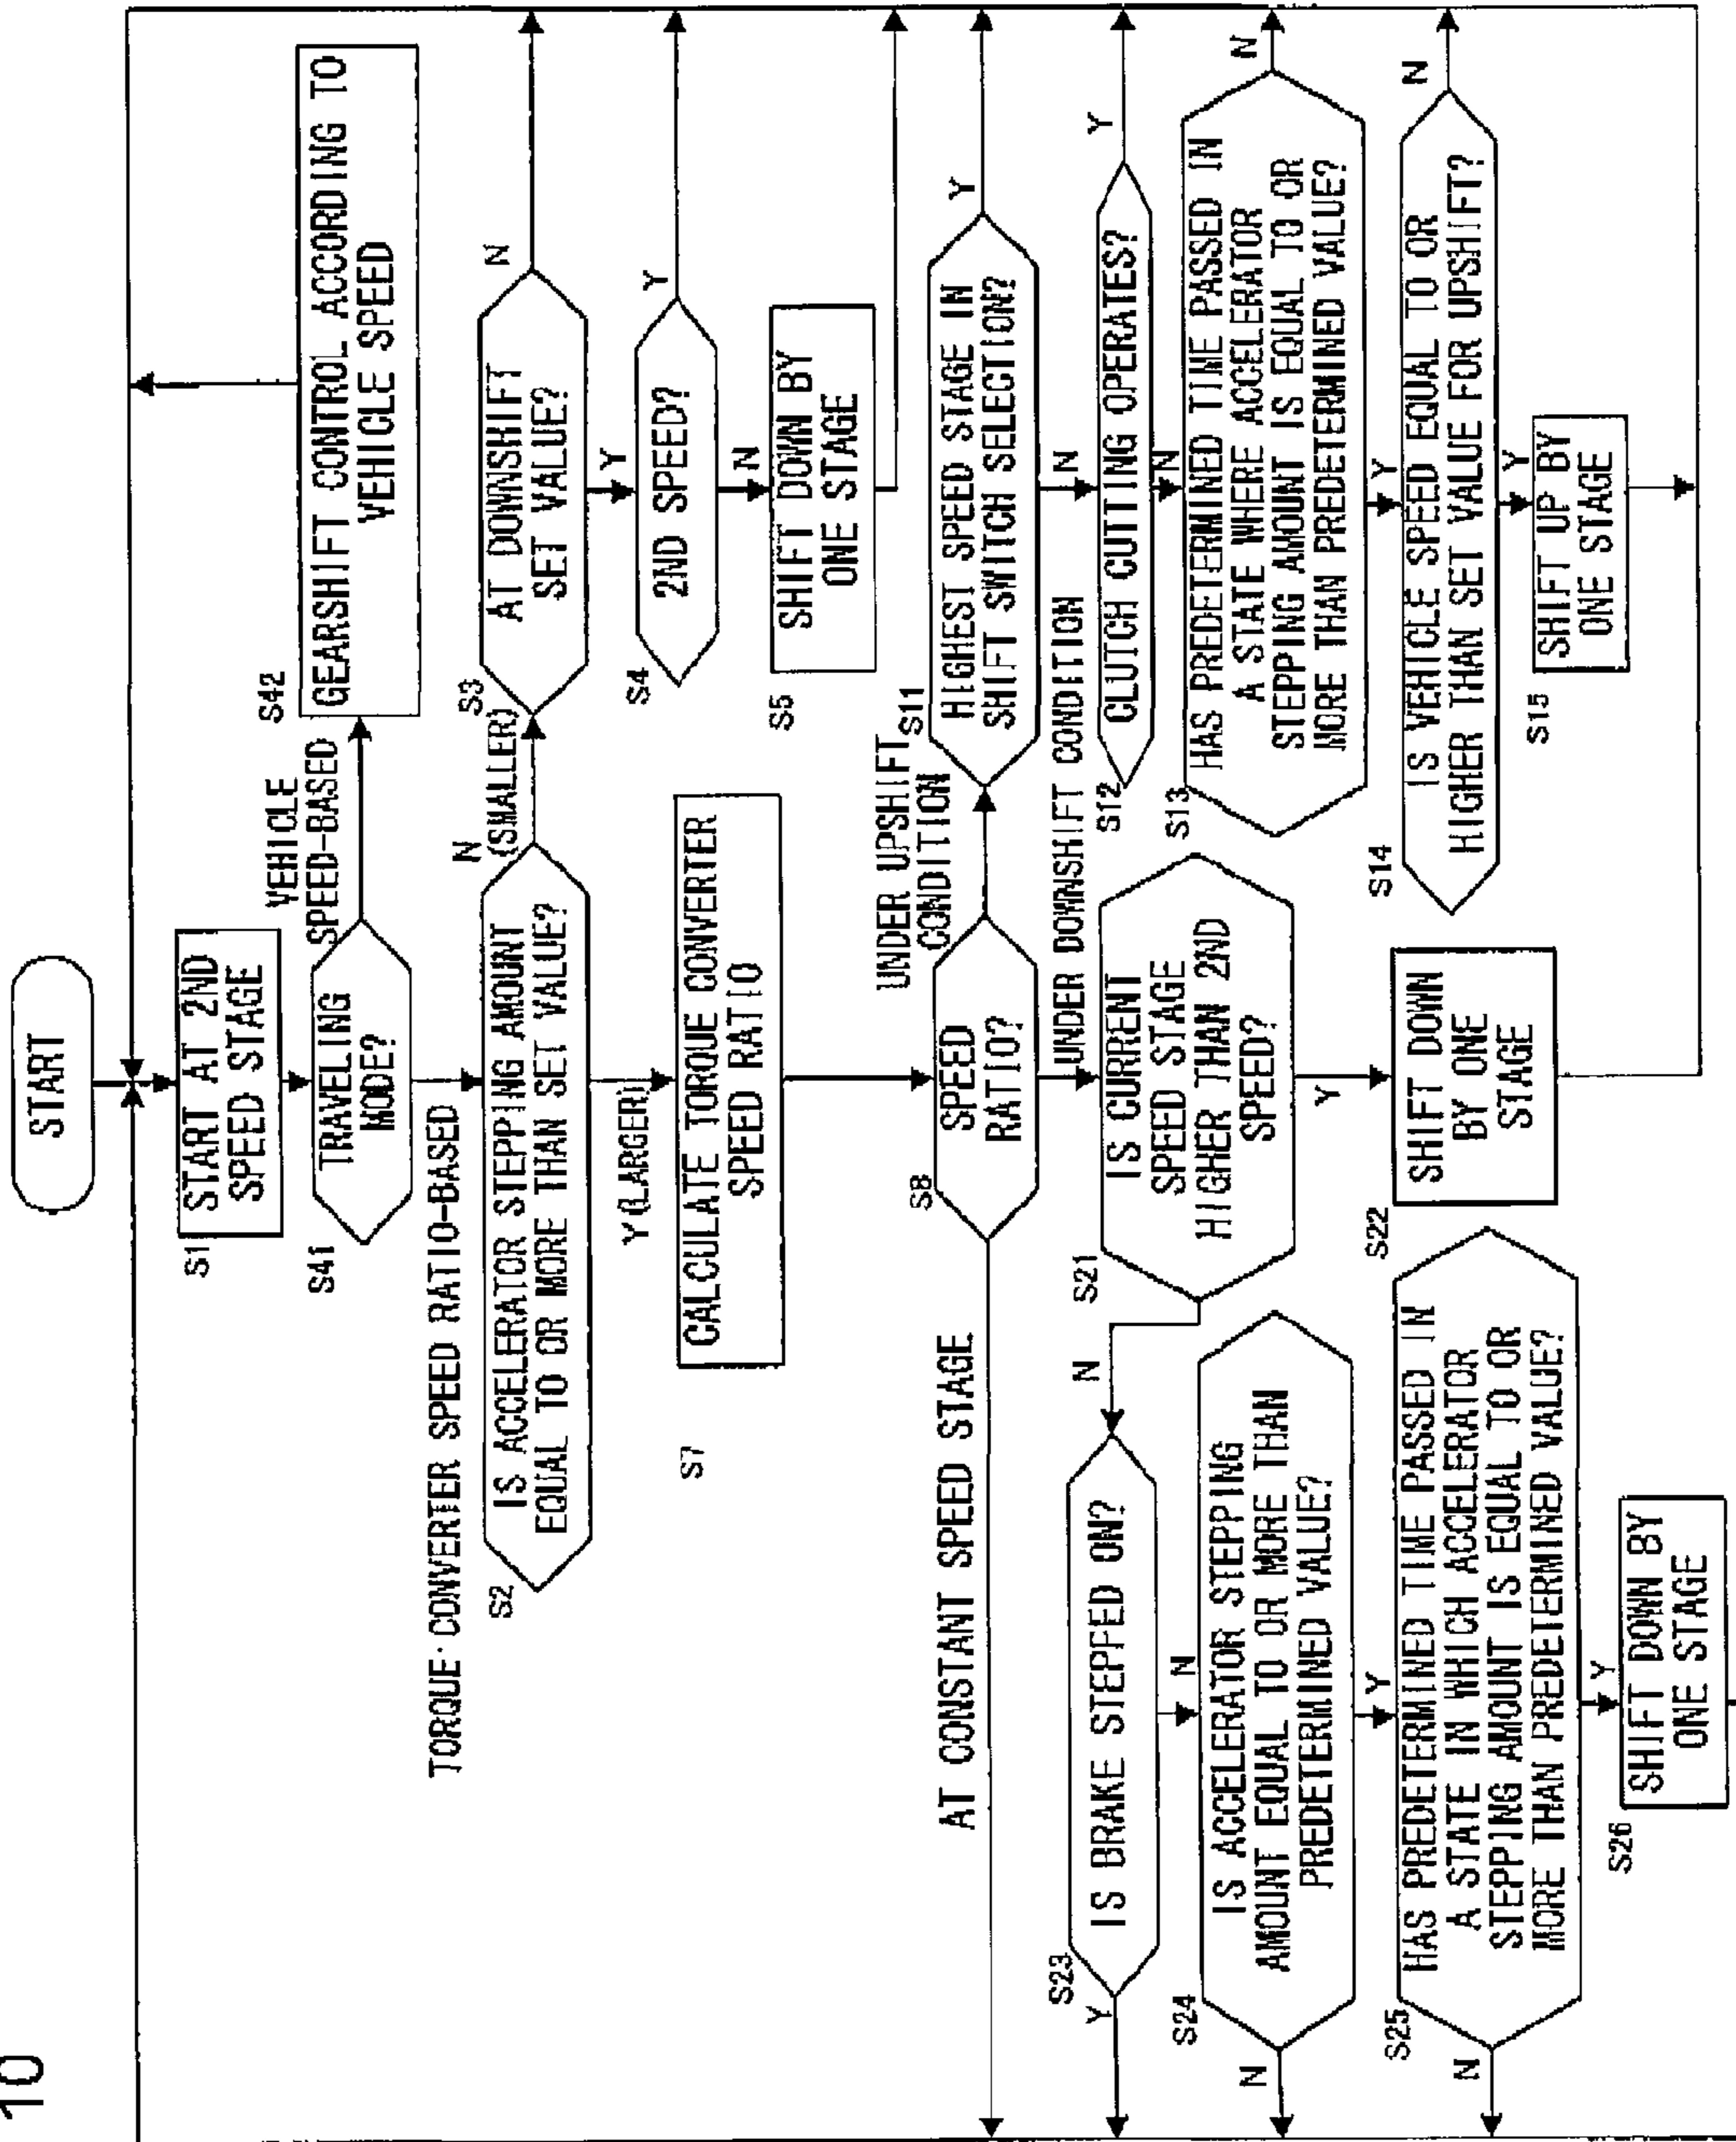 10
START
S1
START AT 2ND
SPEED STAGE
S41
TRAVELING
MODE?
VEHICLE
SPEED-BASED
S42
GEARSHIFT CONTROL ACCORDING TO
VEHICLE SPEED
TORQUE CONVERTER SPEED RATIO-BASED
S2
IS ACCELERATOR STEPPING AMOUNT
EQUAL TO OR MORE THAN SET VALUE?
N
(SMALLER)
S3
AT DOWNSHIFT
SET VALUE?
N
Y
S4
2ND SPEED?
Y
N
S5
SHIFT DOWN BY
ONE STAGE
Y(LARGER)
S7
CALCULATE TORQUE CONVERTER
SPEED RATIO
S8
SPEED
RATIO?
AT CONSTANT SPEED STAGE
UNDER UPSHIFT
CONDITION
S11
HIGHEST SPEED STAGE IN
SHIFT SWITCH SELECTION?
Y
N
S12
CLUTCH CUTTING OPERATES?
Y
N
S13
HAS PREDETERMINED TIME PASSED IN
A STATE WHERE ACCELERATOR
STEPPING AMOUNT IS EQUAL TO OR
MORE THAN PREDETERMINED VALUE?
N
Y
S14
IS VEHICLE SPEED EQUAL TO OR
HIGHER THAN SET VALUE FOR UPSHIFT?
N
Y
S15
SHIFT UP BY
ONE STAGE
UNDER DOWNSHIFT CONDITION
S21
IS CURRENT
SPEED STAGE
HIGHER THAN 2ND
SPEED?
N
Y
S22
SHIFT DOWN
BY ONE
STAGE
S23
IS BRAKE STEPPED ON?
Y
N
S24
IS ACCELERATOR STEPPING
AMOUNT EQUAL TO OR MORE THAN
PREDETERMINED VALUE?
N
Y
S25
HAS PREDETERMINED TIME PASSED IN
A STATE IN WHICH ACCELERATOR
STEPPING AMOUNT IS EQUAL TO OR
MORE THAN PREDETERMINED VALUE?
N
Y
S26
SHIFT DOWN BY
ONE STAGE